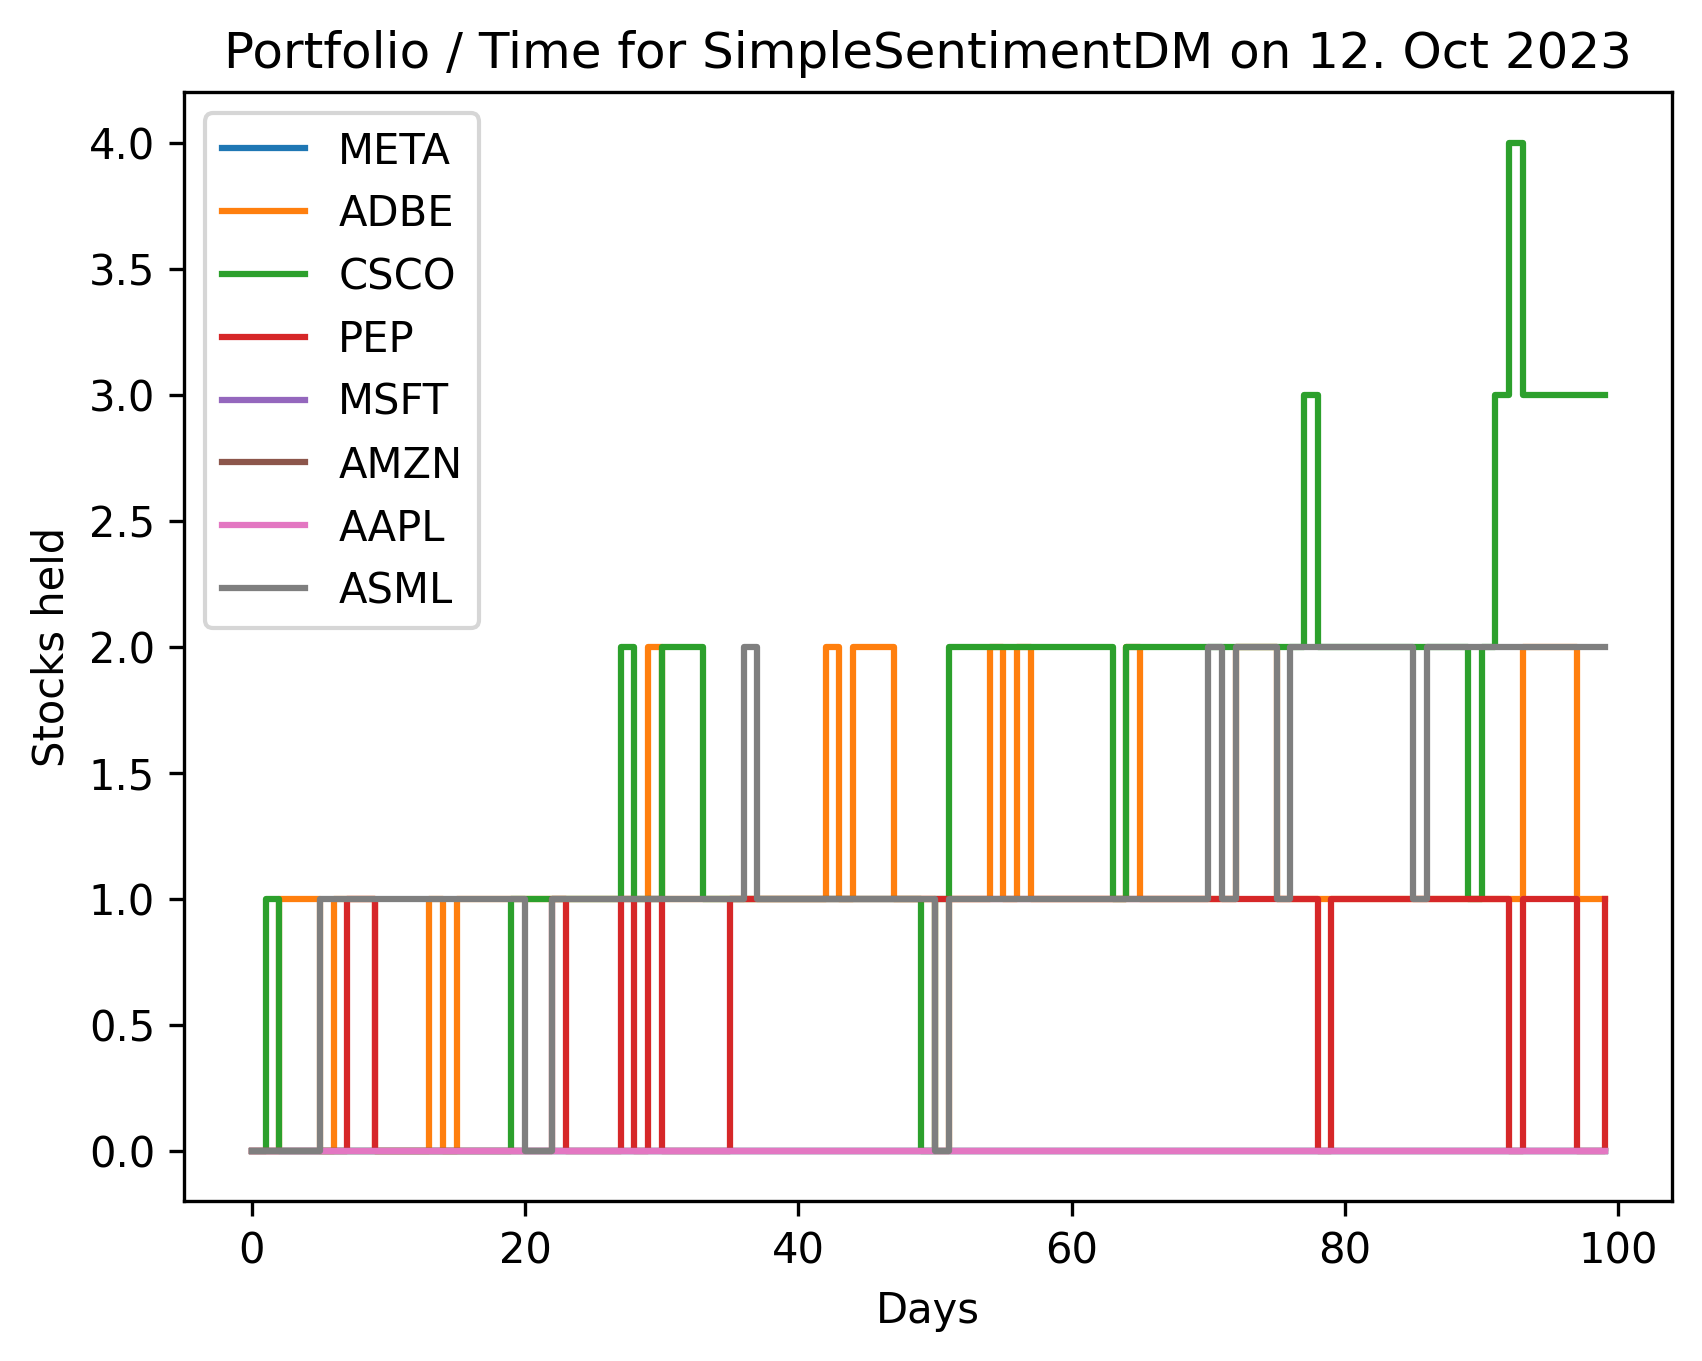 Portfolio / Time for SimpleSentimentDM on 12. Oct 2023
META
ADBE
CSCO
PEP
MSFT
AMZN
AAPL
ASML
4.0
3.5
3.0
2.5
2.0
1.5
1.0
0.5
0.0
Stocks held
0 20 40 60 80 100
Days